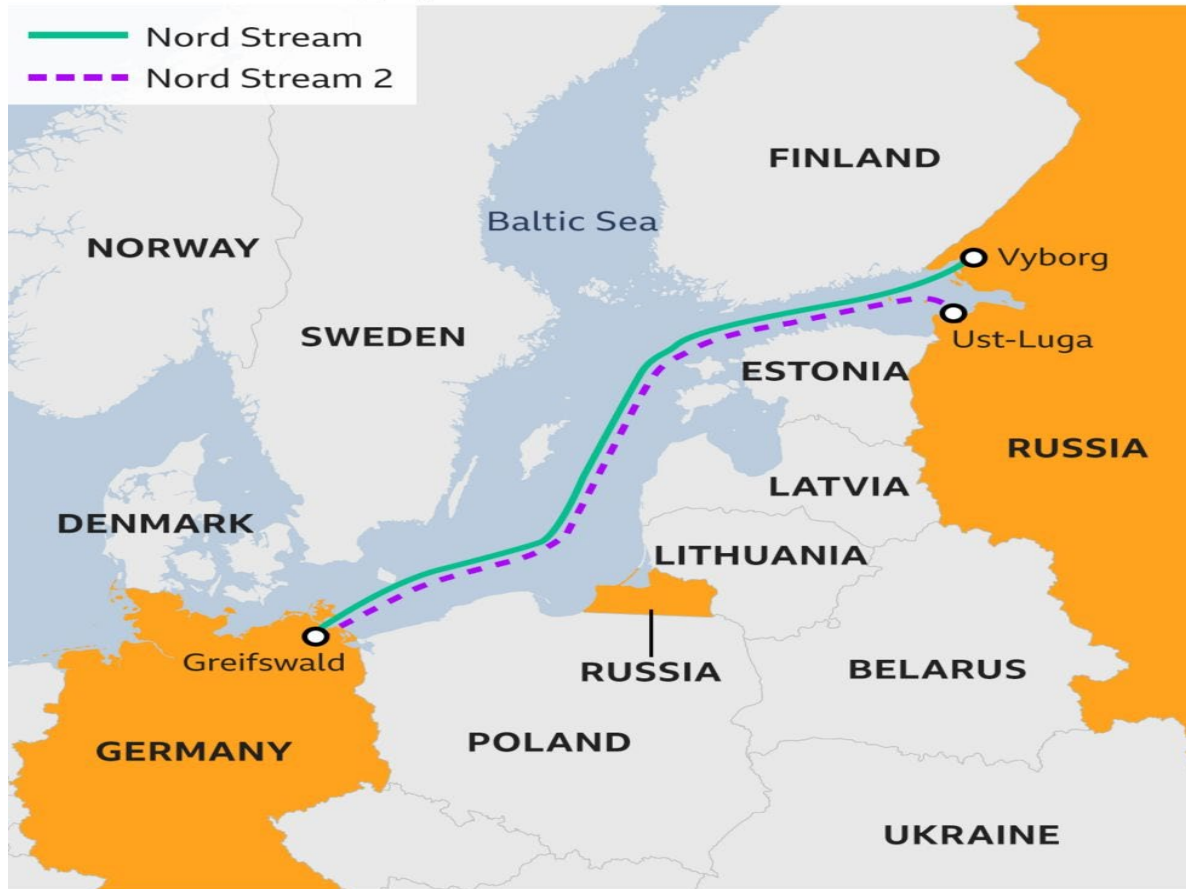 Nord Stream
Nord Stream 2
FINLAND
Baltic Sea
NORWAY
Vyborg
SWEDEN
Ust-Luga
ESTONIA
RUSSIA
LATVIA
DENMARK
LITHUANIA
Greifswald
RUSSIA
BELARUS
GERMANY
POLAND
UKRAINE